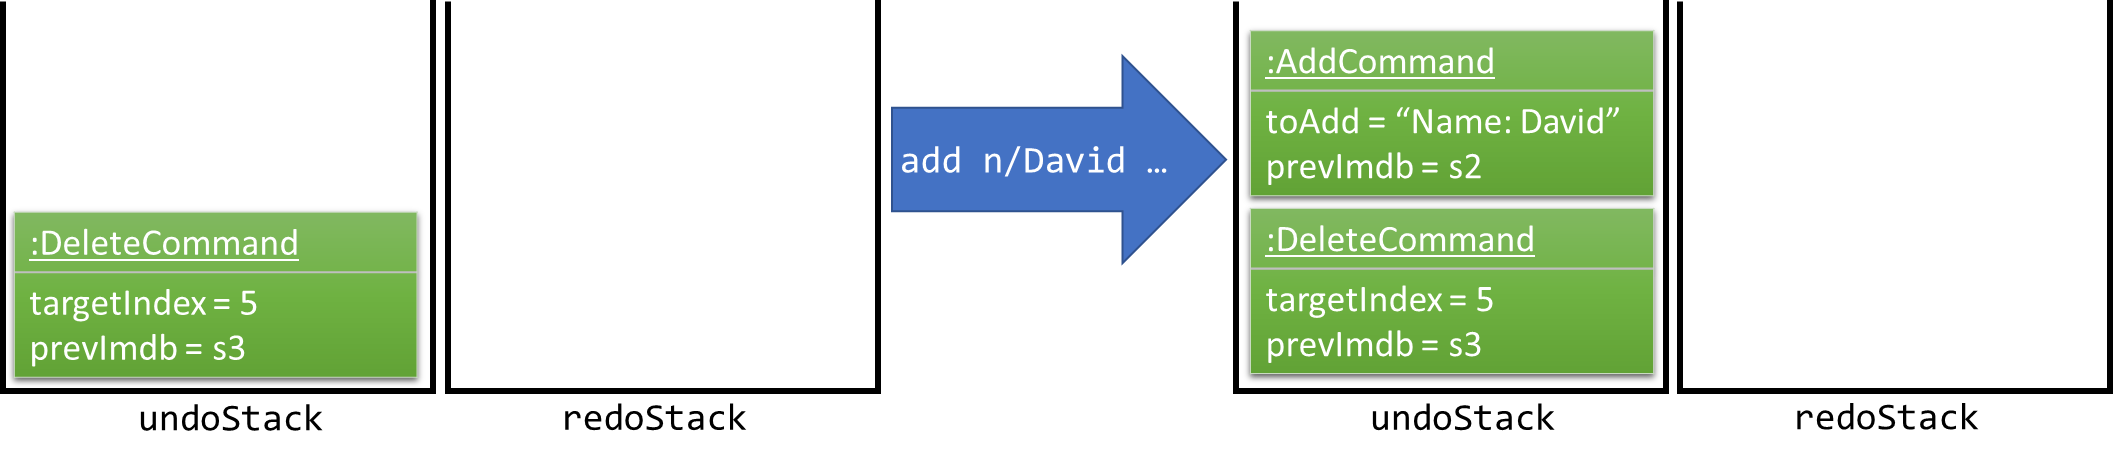 :DeleteCommand
targetIndex = 5
prevImdb = s3
undoStack
redoStack
add n/David …
:AddCommand
toAdd = “Name: David”
prevImdb = s2
:DeleteCommand
targetIndex = 5
prevImdb = s3
undoStack
redoStack